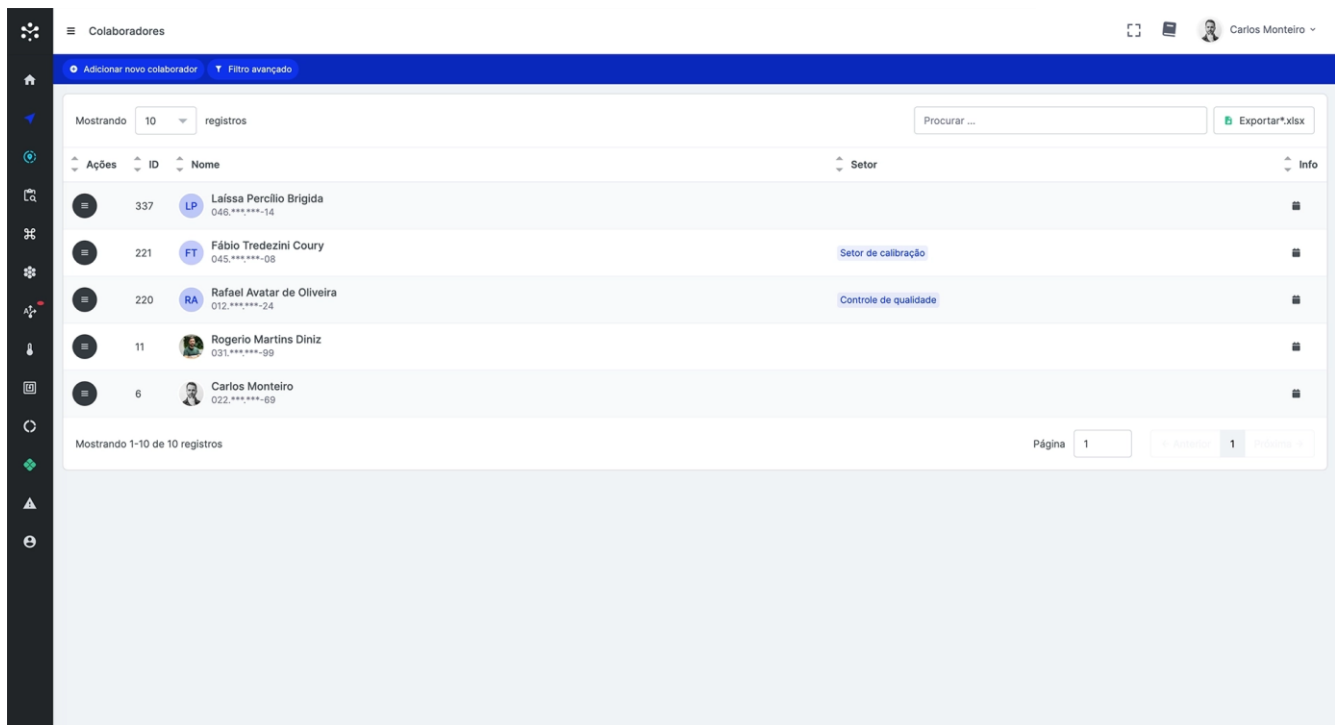 Colaboradores
Carlos Monteiro
Adicionar novo colaborador
Filtro avançado
Mostrando 10 registros
Procurar ...
Exportar*.xlsx
Ações ID Nome Setor Info
337 LP Laíssa Percílio Brigida
046.***.***-14
221 FT Fábio Tredezini Coury Setor de calibração
045.***.***-08
220 RA Rafael Avatar de Oliveira Controle de qualidade
012.***.***-24
11 Rogerio Martins Diniz
031.***.***-99
6 Carlos Monteiro
022.***.***-69
Mostrando 1-10 de 10 registros
Página 1
← Anterior 1 Próxima →